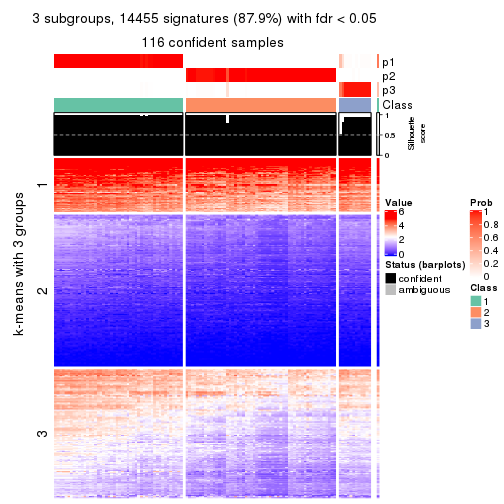 3 subgroups, 14455 signatures (87.9%) with fdr < 0.05
116 confident samples
p1
p2
p3
Class
1
0.5
0
Silhouette
score
k-means with 3 groups
1
2
3
Value
6
4
2
0
Status (barplots)
confident
ambiguous
Prob
1
0.8
0.6
0.4
0.2
0
Class
1
2
3